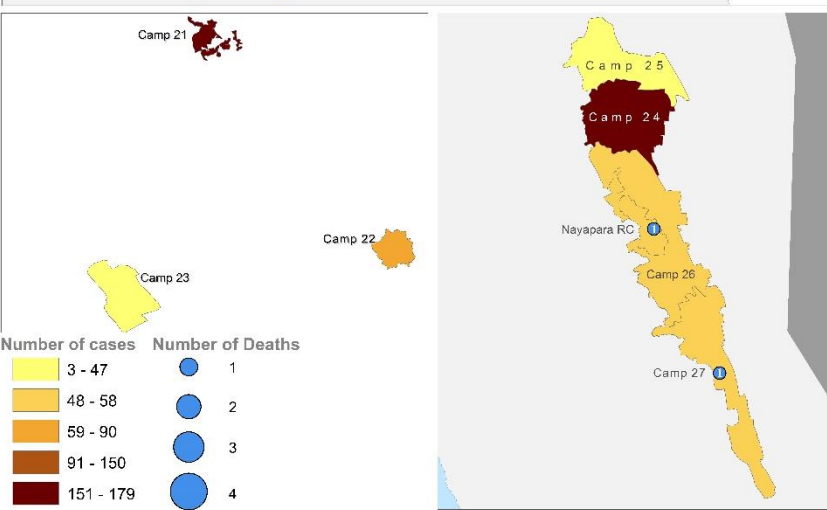 Camp 21
Camp 22
Camp 23
Number of cases
3 - 47
48 - 58
59 - 90
91 - 150
151 - 179
Number of Deaths
1
2
3
4
Camp 25
Camp 24
Nayapara RC
1
Camp 26
Camp 27
1